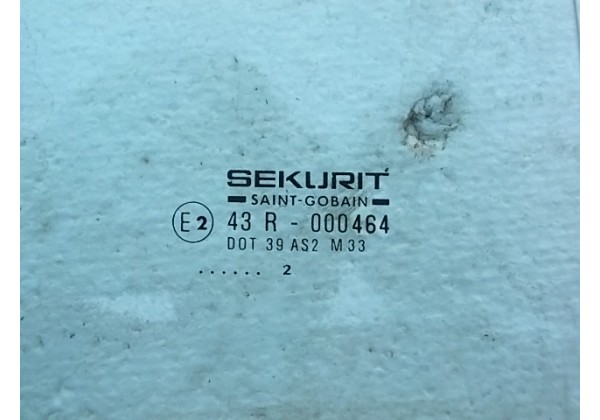 SEKURIT
SAINT-GOBAIN
E2 43 R - 000464
DOT 39 AS2 M33
...... 2